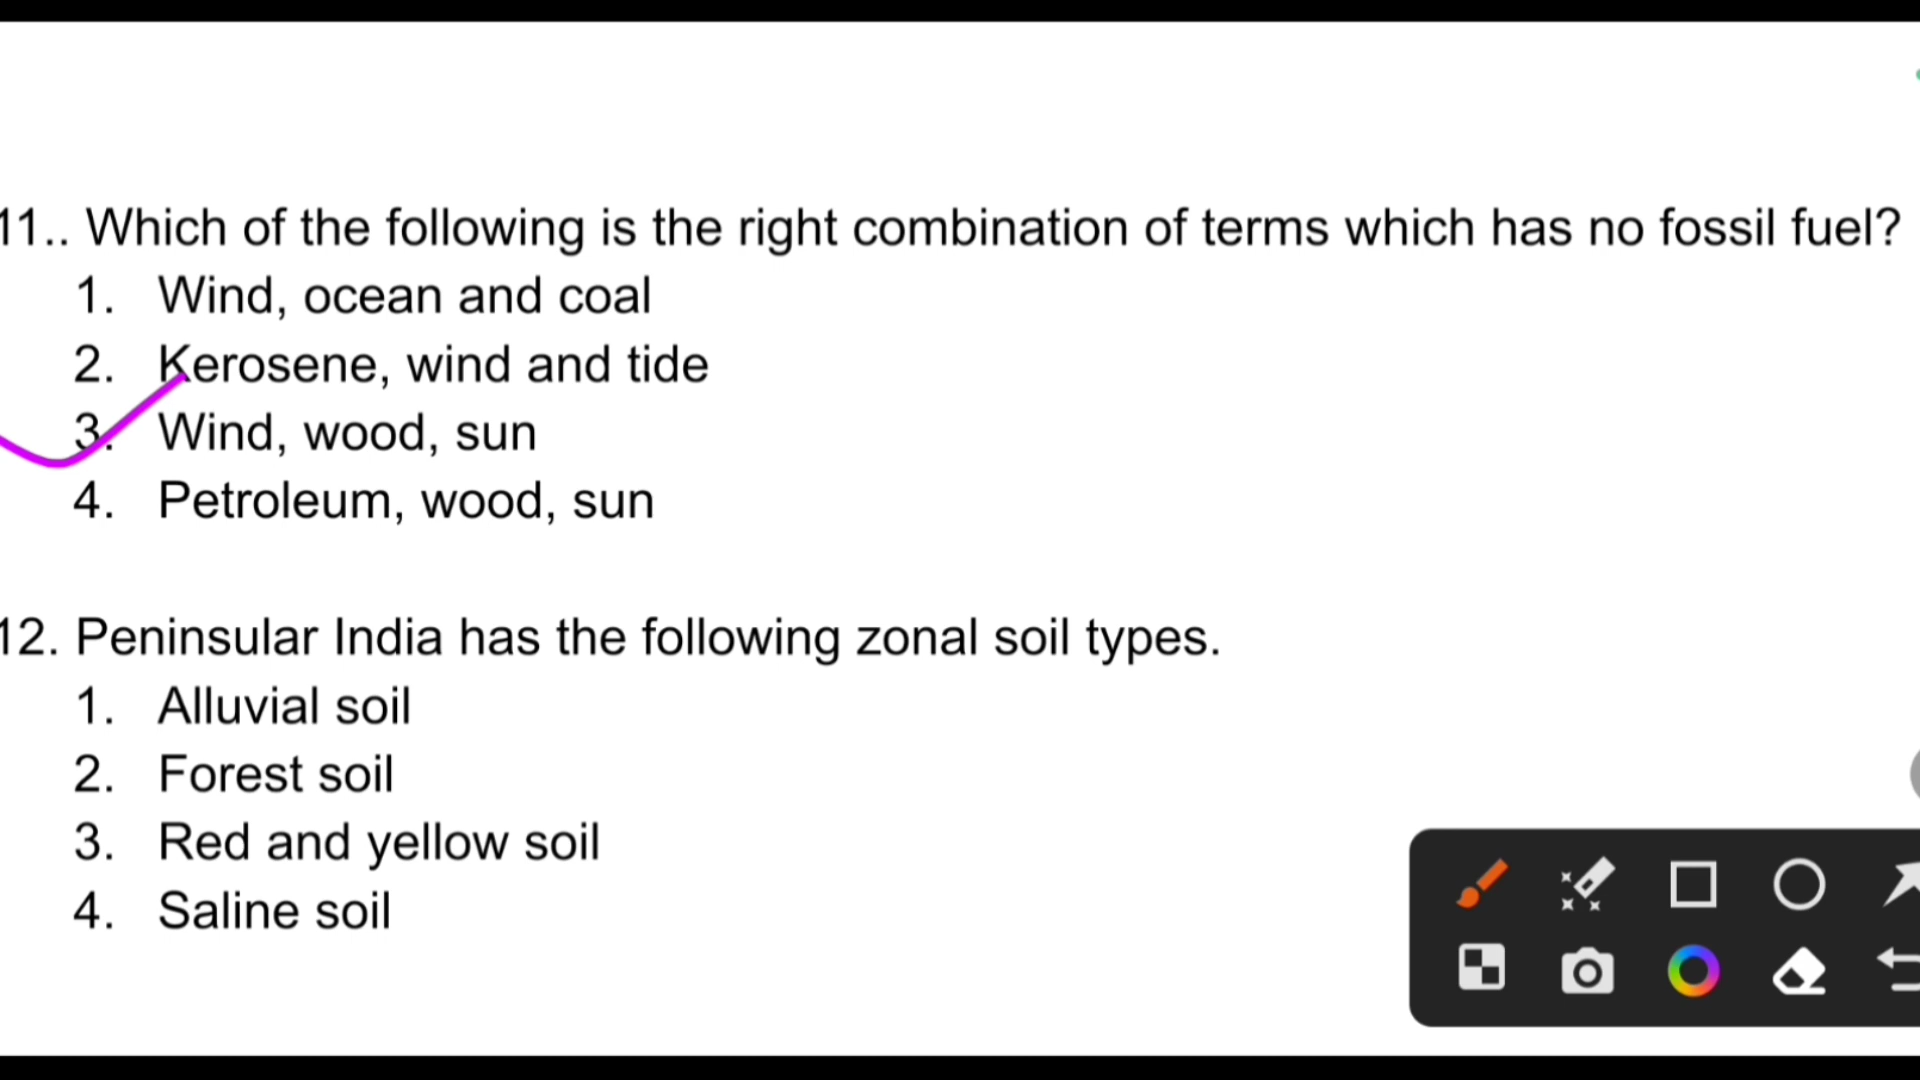 11.. Which of the following is the right combination of terms which has no fossil fuel?
1. Wind, ocean and coal
2. Kerosene, wind and tide
3. Wind, wood, sun
4. Petroleum, wood, sun
12. Peninsular India has the following zonal soil types.
1. Alluvial soil
2. Forest soil
3. Red and yellow soil
4. Saline soil